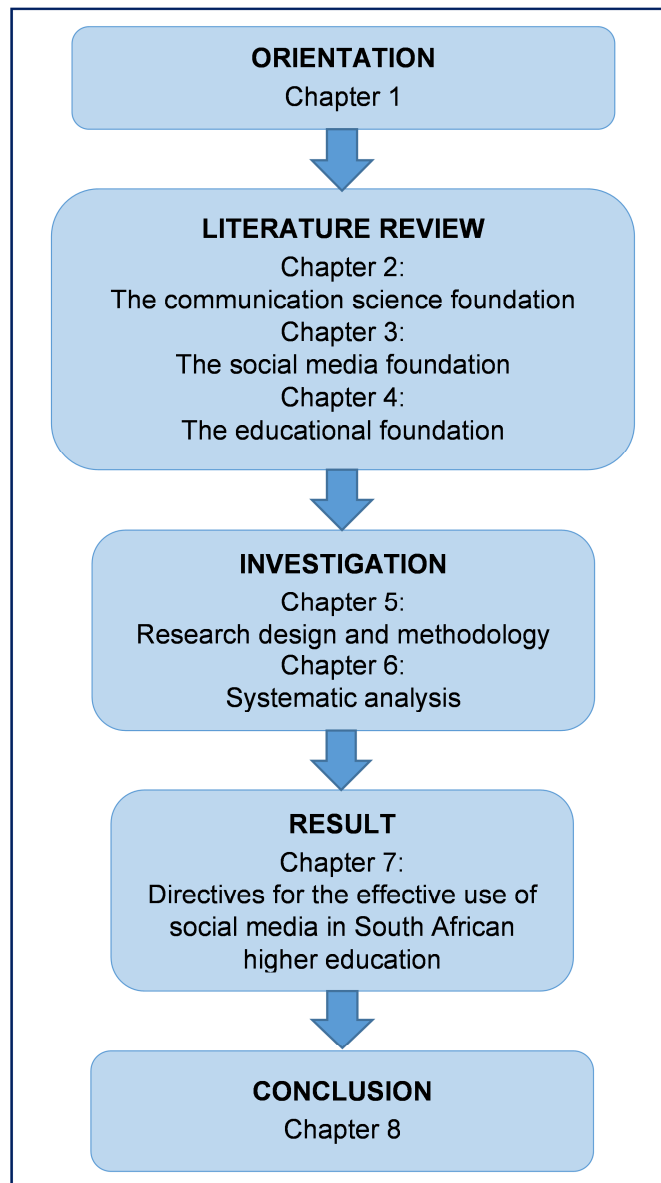 ORIENTATION
Chapter 1
LITERATURE REVIEW
Chapter 2:
The communication science foundation
Chapter 3:
The social media foundation
Chapter 4:
The educational foundation
INVESTIGATION
Chapter 5:
Research design and methodology
Chapter 6:
Systematic analysis
RESULT
Chapter 7:
Directives for the effective use of
social media in South African
higher education
CONCLUSION
Chapter 8